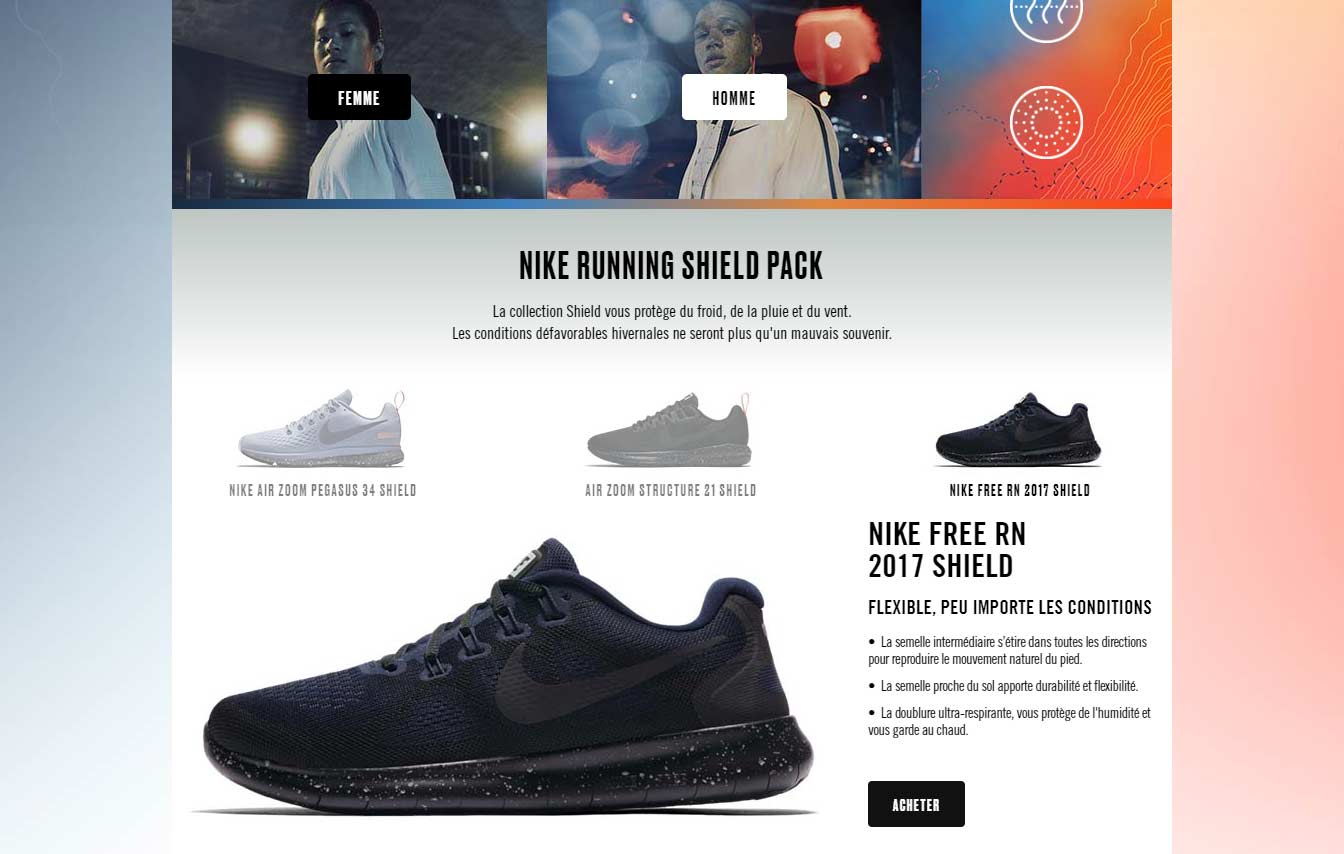 FEMME
HOMME
NIKE RUNNING SHIELD PACK
La collection Shield vous protège du froid, de la pluie et du vent.
Les conditions défavorables hivernales ne seront plus qu'un mauvais souvenir.
NIKE AIR ZOOM PEGASUS 34 SHIELD
AIR ZOOM STRUCTURE 21 SHIELD
NIKE FREE RN 2017 SHIELD
NIKE FREE RN
2017 SHIELD
FLEXIBLE, PEU IMPORTE LES CONDITIONS
• La semelle intermédiaire s'étire dans toutes les directions
pour reproduire le mouvement naturel du pied.
• La semelle proche du sol apporte durabilité et flexibilité.
• La doublure ultra-respirante, vous protège de l'humidité et
vous garde au chaud.
ACHETER